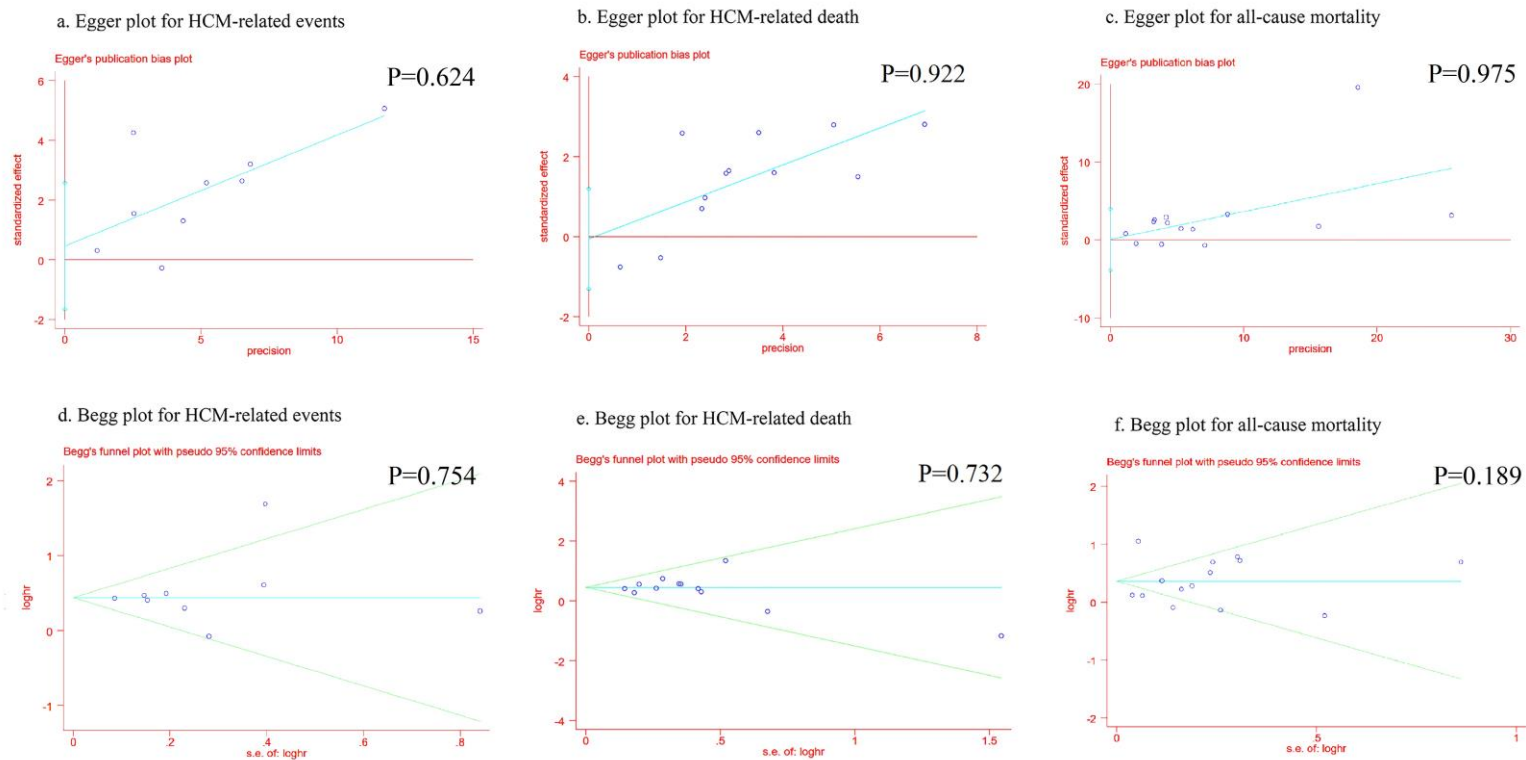 a. Egger plot for HCM-related events
Egger's publication bias plot
P=0.624
6
4
2
0
-2
standardized effect
0
5
10
15
precision
b. Egger plot for HCM-related death
Egger's publication bias plot
P=0.922
4
2
0
-2
standardized effect
0
2
4
6
8
precision
c. Egger plot for all-cause mortality
Egger's publication bias plot
P=0.975
20
10
0
-10
standardized effect
0
10
20
30
precision
d. Begg plot for HCM-related events
Begg's funnel plot with pseudo 95% confidence limits
P=0.754
2
1
0
-1
loghr
0
.2
.4
.6
.8
s.e. of: loghr
e. Begg plot for HCM-related death
Begg's funnel plot with pseudo 95% confidence limits
P=0.732
4
2
0
-2
-4
loghr
0
.5
1
1.5
s.e. of: loghr
f. Begg plot for all-cause mortality
Begg's funnel plot with pseudo 95% confidence limits
P=0.189
2
1
0
-1
-2
loghr
0
.5
1
s.e. of: loghr